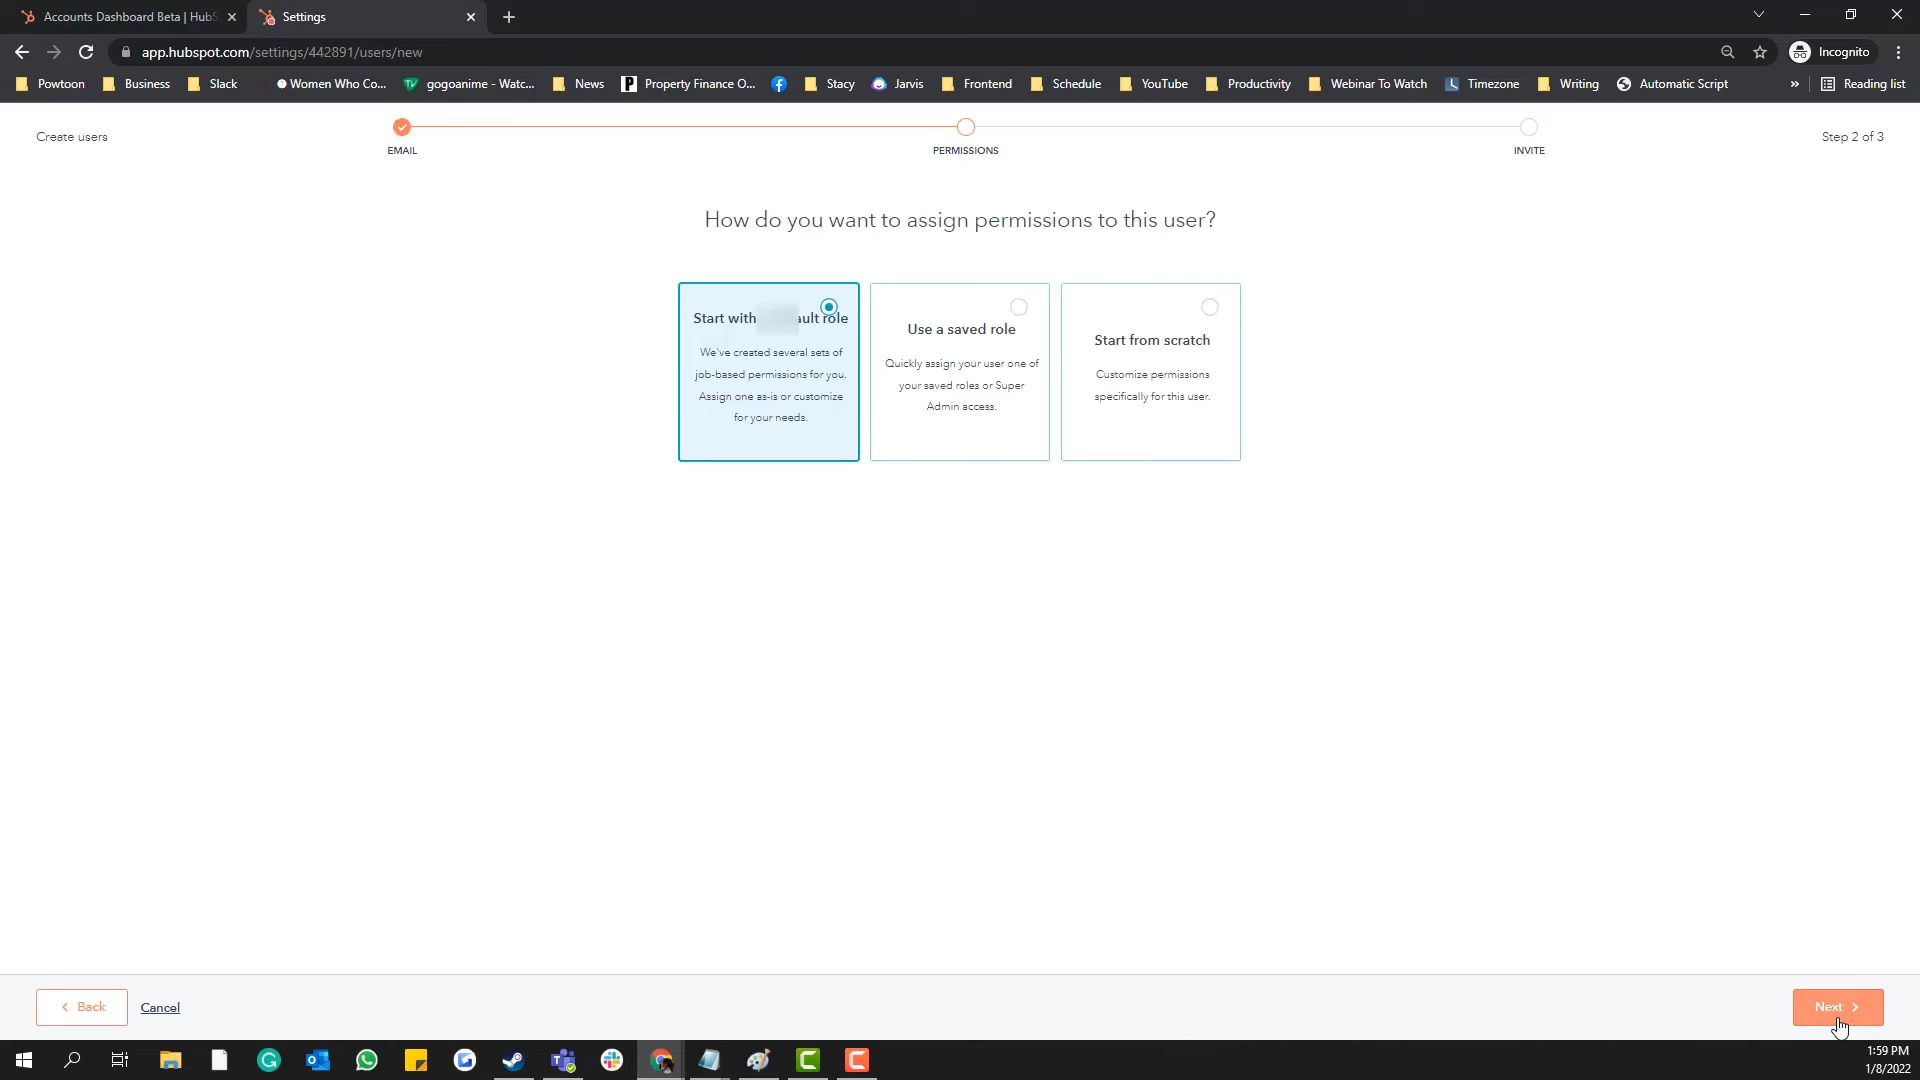 Accounts Dashboard Beta | HubS
Settings
app.hubspot.com/settings/442891/users/new
Incognito
Powtoon
Business
Slack
Women Who Co...
gogoanime - Watc...
News
Property Finance O...
Stacy
Jarvis
Frontend
Schedule
YouTube
Productivity
Webinar To Watch
Timezone
Writing
Automatic Script
»
Reading list
Create users
EMAIL
PERMISSIONS
INVITE
Step 2 of 3
How do you want to assign permissions to this user?
Start with ault role
We've created several sets of
job-based permissions for you.
Assign one as-is or customize
for your needs.
Use a saved role
Quickly assign your user one of
your saved roles or Super
Admin access.
Start from scratch
Customize permissions
specifically for this user.
Back
Cancel
Next
1:59 PM
1/8/2022